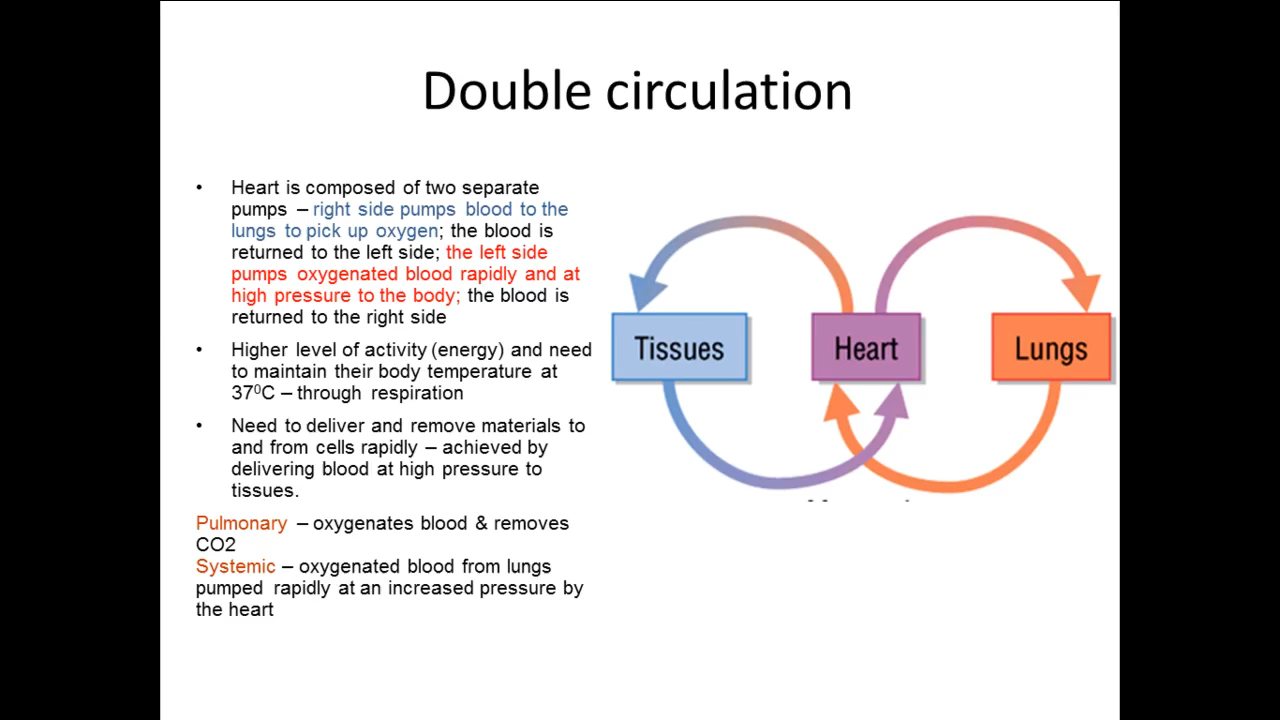 Double circulation
• Heart is composed of two separate
pumps – right side pumps blood to the
lungs to pick up oxygen; the blood is
returned to the left side; the left side
pumps oxygenated blood rapidly and at
high pressure to the body; the blood is
returned to the right side
• Higher level of activity (energy) and need
to maintain their body temperature at
37⁰C – through respiration
• Need to deliver and remove materials to
and from cells rapidly – achieved by
delivering blood at high pressure to
tissues.
Pulmonary – oxygenates blood & removes
CO2
Systemic – oxygenated blood from lungs
pumped rapidly at an increased pressure by
the heart
Tissues
Heart
Lungs